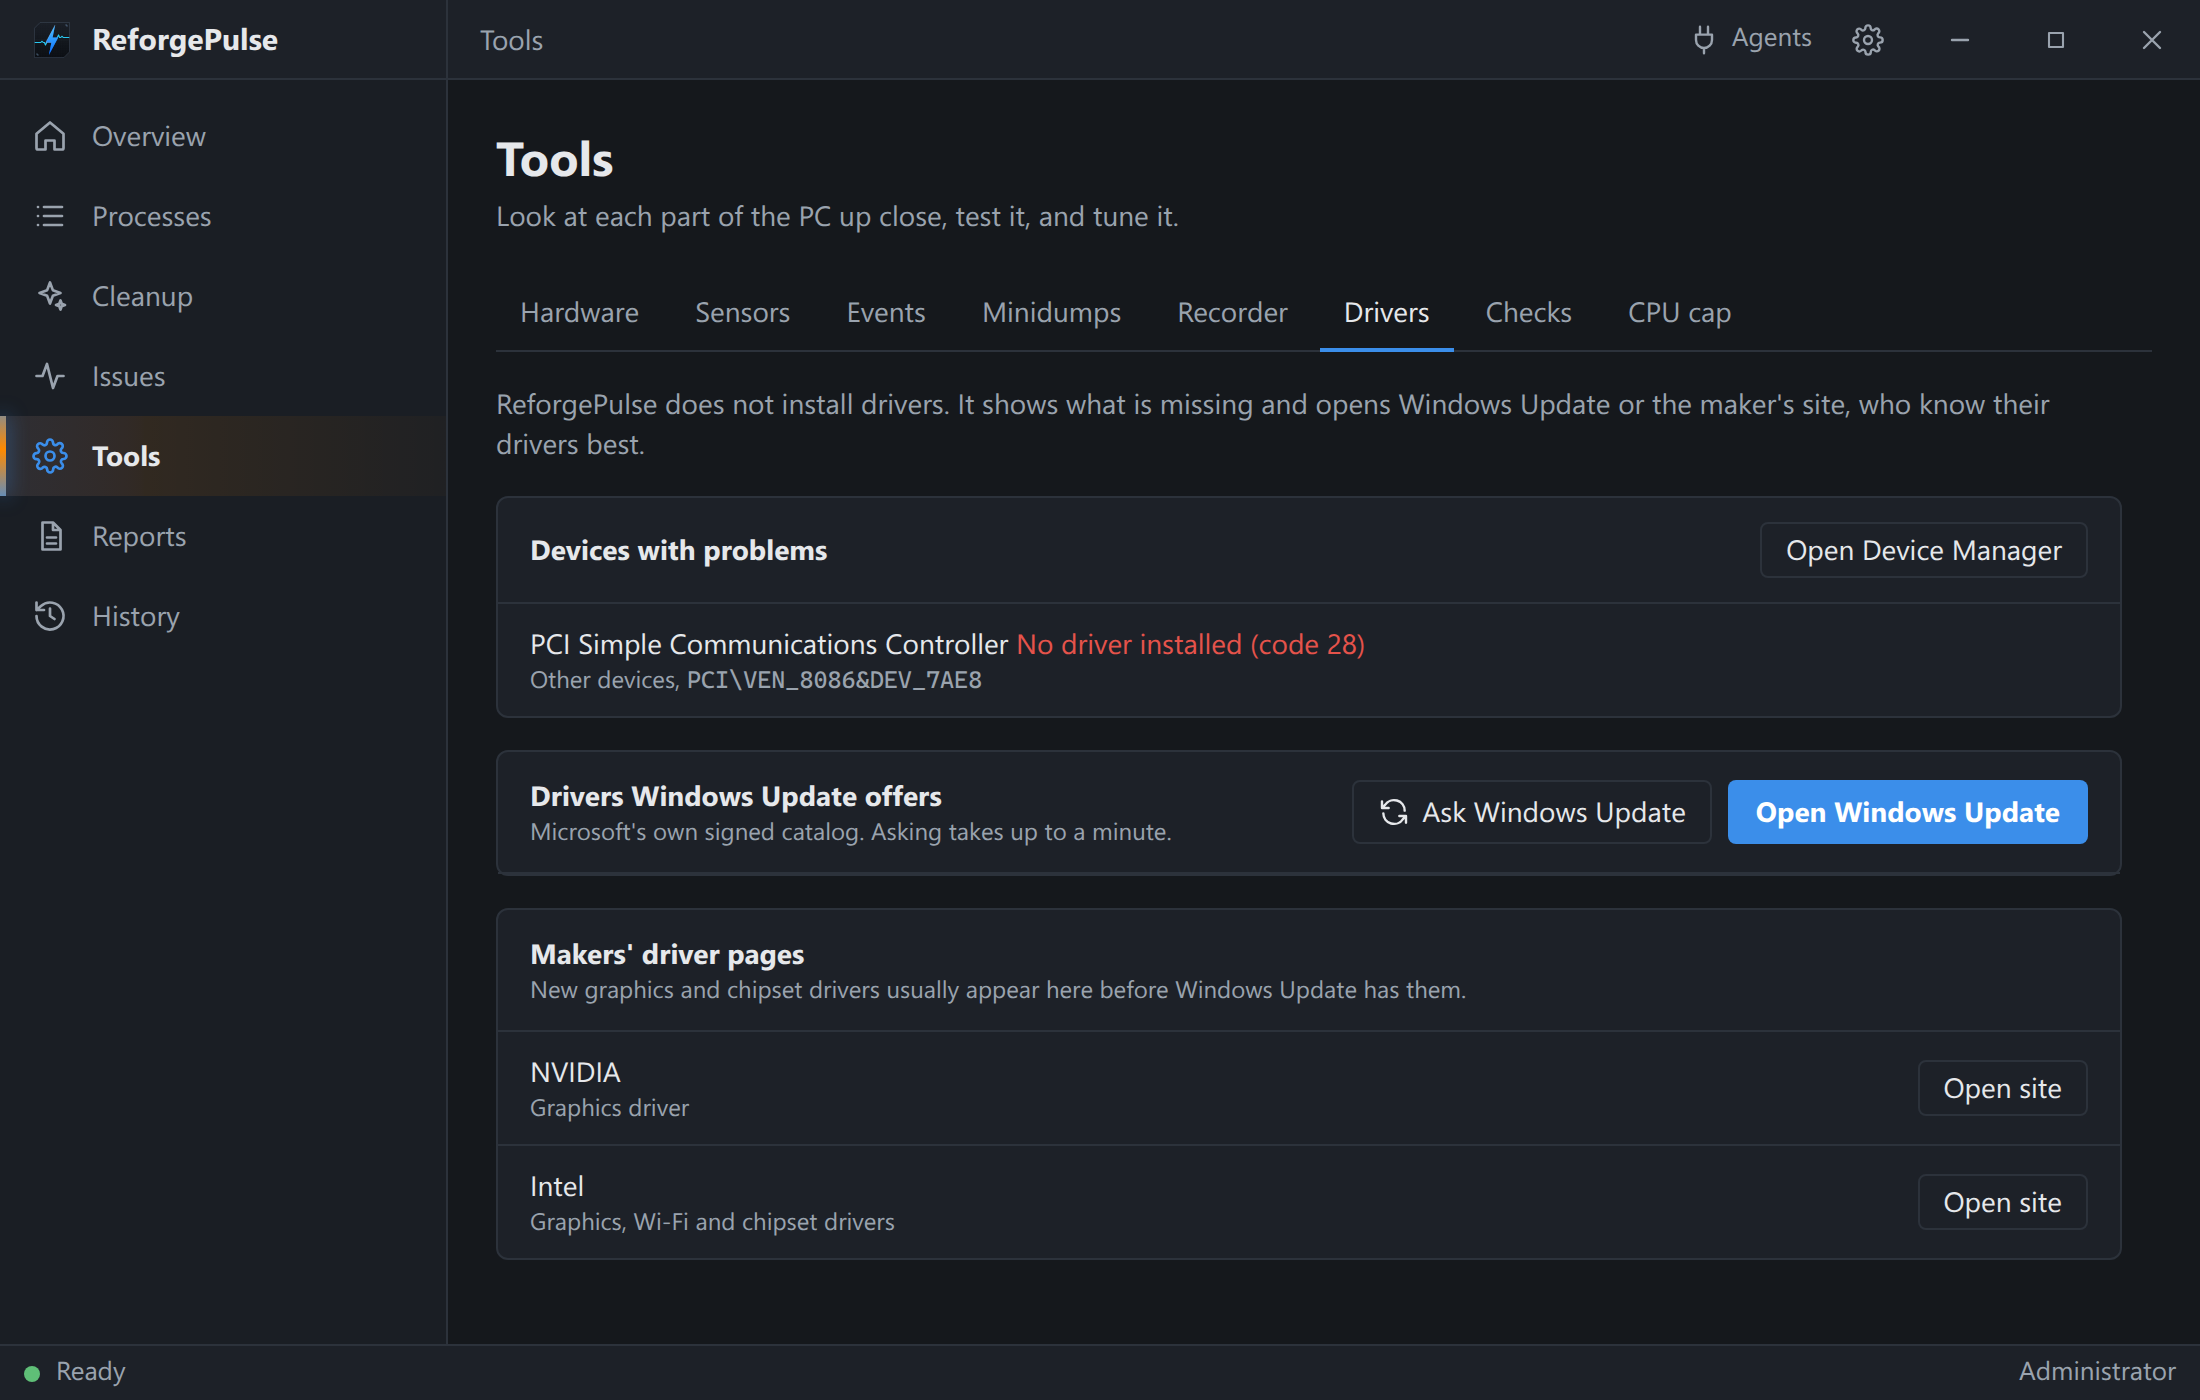 ReforgePulse
Tools
Agents
Overview
Processes
Cleanup
Issues
Tools
Reports
History
Tools
Look at each part of the PC up close, test it, and tune it.
Hardware Sensors Events Minidumps Recorder Drivers Checks CPU cap
ReforgePulse does not install drivers. It shows what is missing and opens Windows Update or the maker's site, who know their
drivers best.
Devices with problems
Open Device Manager
PCI Simple Communications Controller No driver installed (code 28)
Other devices, PCI\VEN_8086&DEV_7AE8
Drivers Windows Update offers
Microsoft's own signed catalog. Asking takes up to a minute.
Ask Windows Update
Open Windows Update
Makers' driver pages
New graphics and chipset drivers usually appear here before Windows Update has them.
NVIDIA
Graphics driver
Open site
Intel
Graphics, Wi-Fi and chipset drivers
Open site
Ready
Administrator